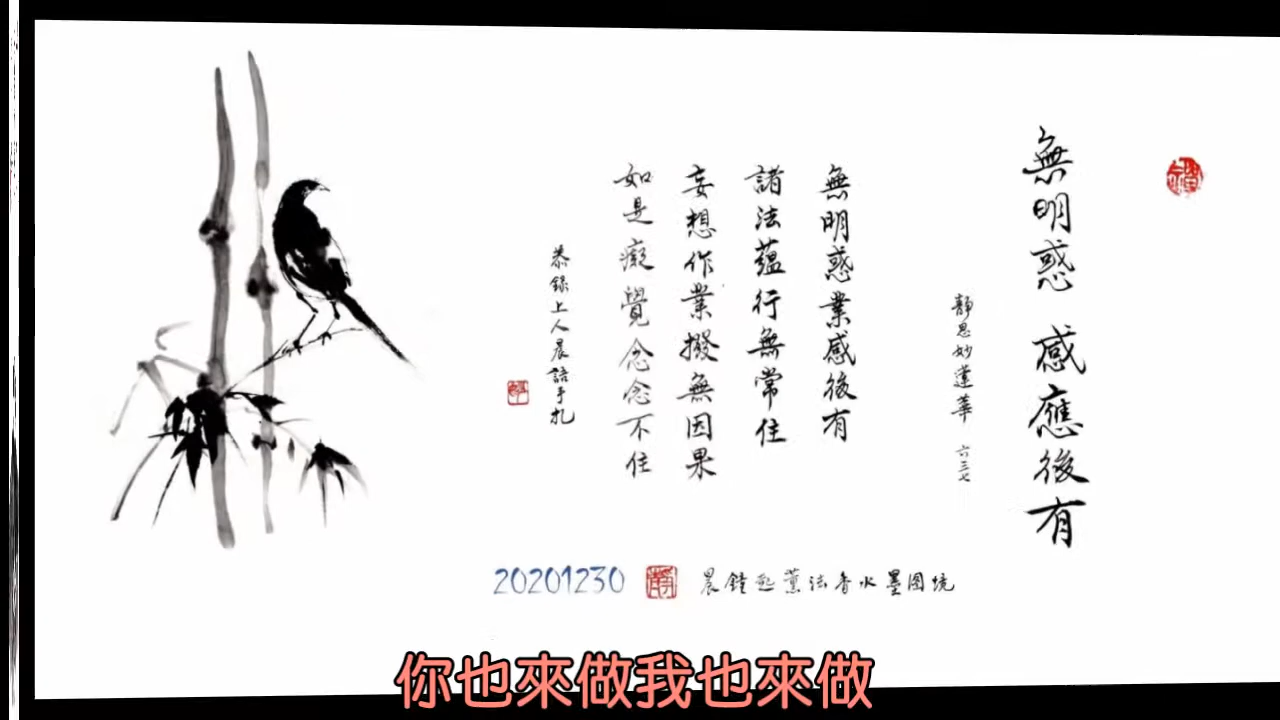 無明惑 感應後有
靜思妙蓮華 六三七
無明惑業感後有
諸法蘊行無常住
妄想作業撥無因果
如是癡覺念念不住
恭錄上人晨語手札
20201230
晨鐘起薰法香水墨图境
你也來做我也來做